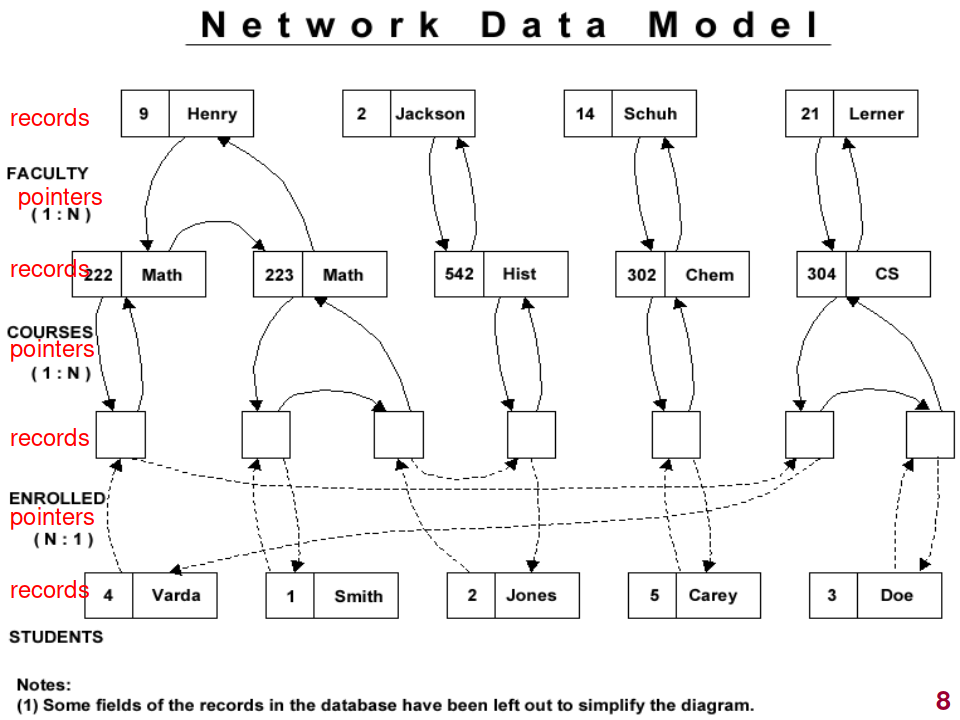 Network Data Model
records
9 Henry 2 Jackson 14 Schuh 21 Lerner
FACULTY
pointers
( 1 : N )
records
222 Math 223 Math 542 Hist 302 Chem 304 CS
COURSES
pointers
( 1 : N )
records
ENROLLED
pointers
( N : 1 )
records
4 Varda 1 Smith 2 Jones 5 Carey 3 Doe
STUDENTS
Notes:
(1) Some fields of the records in the database have been left out to simplify the diagram.
8